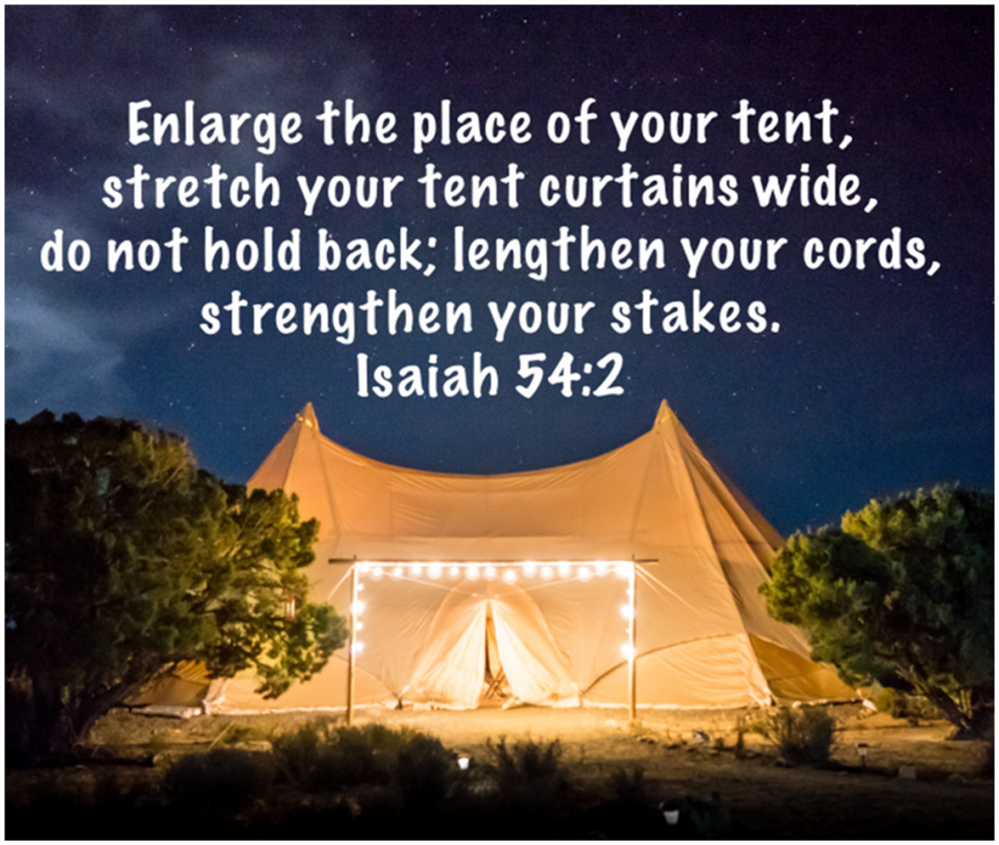 Enlarge the place of your tent,
stretch your tent curtains wide,
do not hold back; lengthen your cords,
strengthen your stakes.
Isaiah 54:2